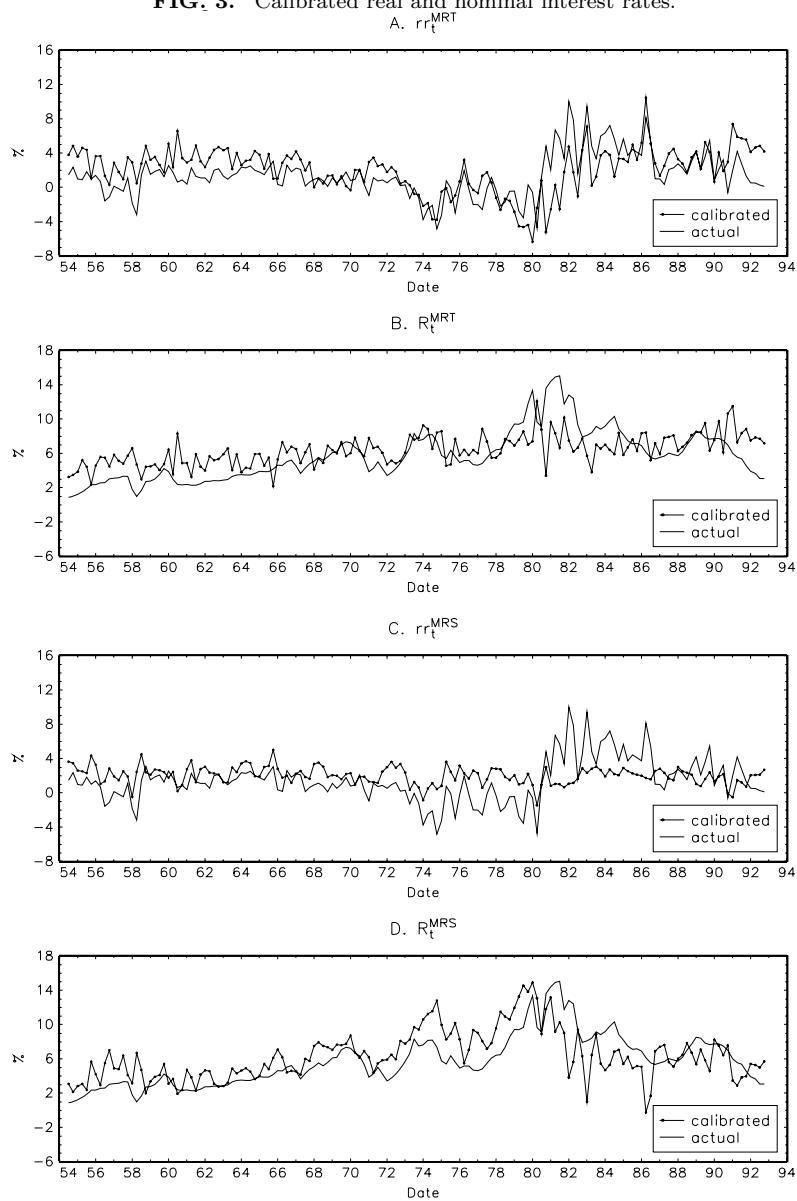 FIG. 3. Calibrated real and nominal interest rates.
A. rr_t^MRT
16
12
8
4
0
−4
−8
%
calibrated
actual
54 56 58 60 62 64 66 68 70 72 74 76 78 80 82 84 86 88 90 92 94
Date
B. R_t^MRT
18
14
10
6
2
−2
−6
%
calibrated
actual
54 56 58 60 62 64 66 68 70 72 74 76 78 80 82 84 86 88 90 92 94
Date
C. rr_t^MRS
16
12
8
4
0
−4
−8
%
calibrated
actual
54 56 58 60 62 64 66 68 70 72 74 76 78 80 82 84 86 88 90 92 94
Date
D. R_t^MRS
18
14
10
6
2
−2
−6
%
calibrated
actual
54 56 58 60 62 64 66 68 70 72 74 76 78 80 82 84 86 88 90 92 94
Date